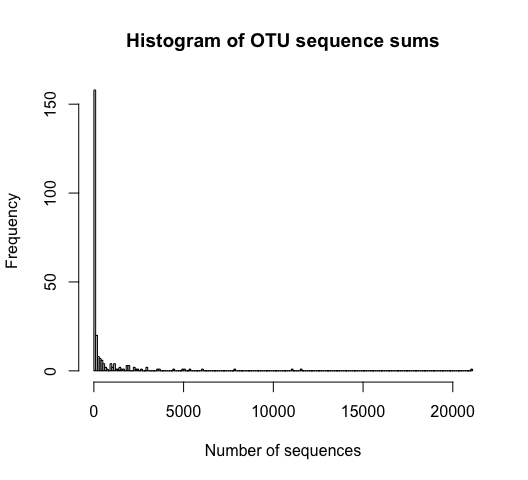 Histogram of OTU sequence sums
Frequency
150
100
50
0
0 5000 10000 15000 20000
Number of sequences